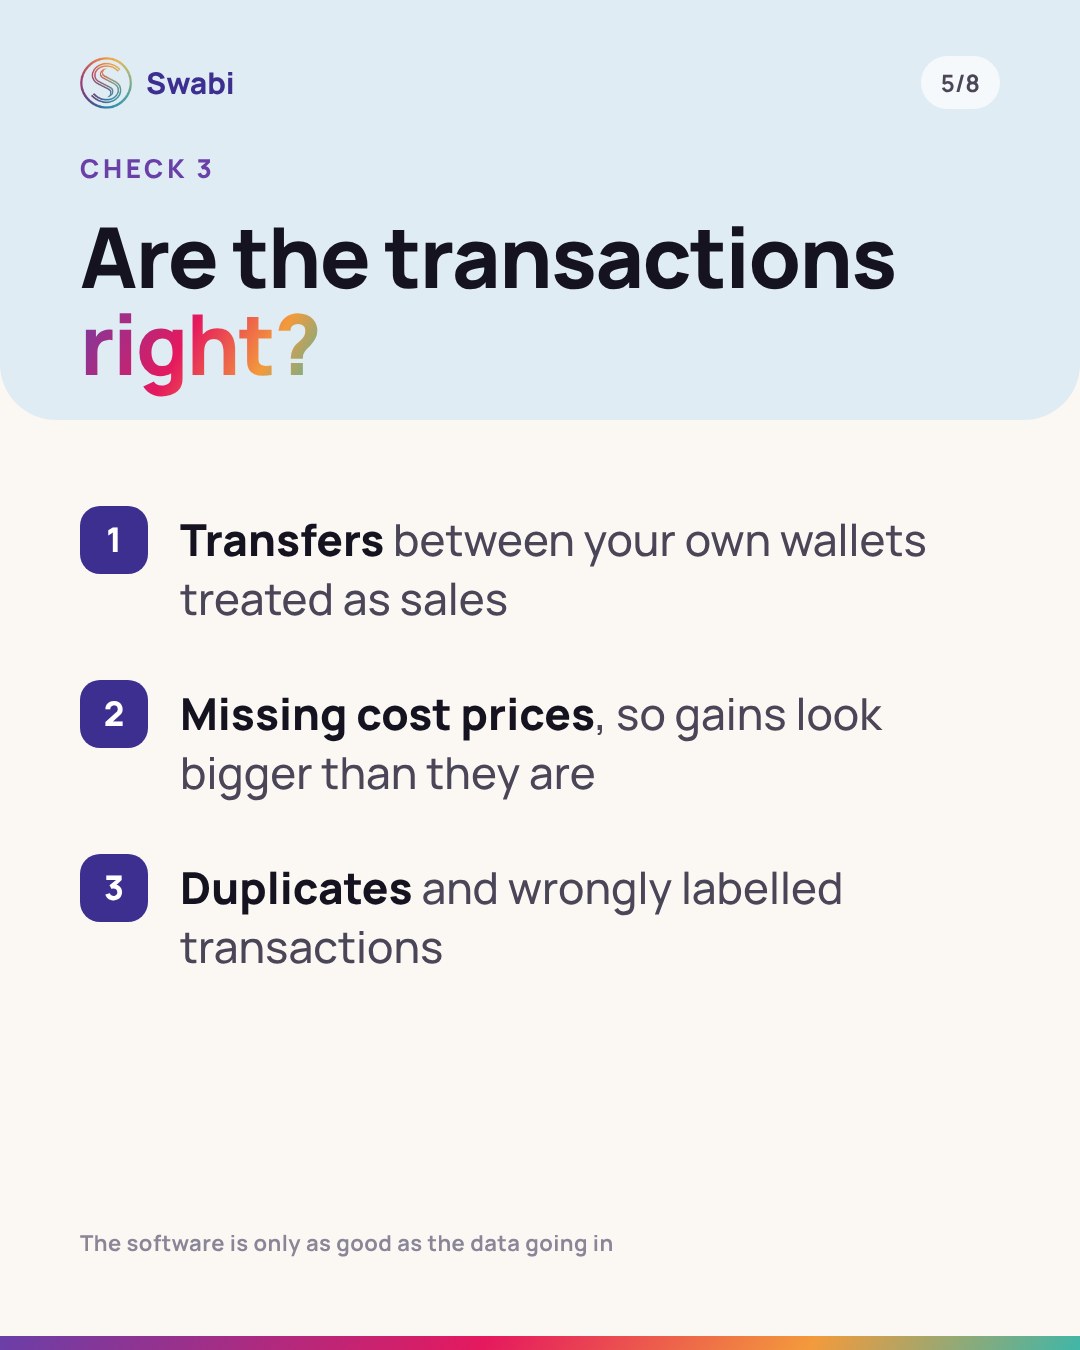 Swabi
5/8
CHECK 3
Are the transactions
right?
1
Transfers between your own wallets
treated as sales
2
Missing cost prices, so gains look
bigger than they are
3
Duplicates and wrongly labelled
transactions
The software is only as good as the data going in